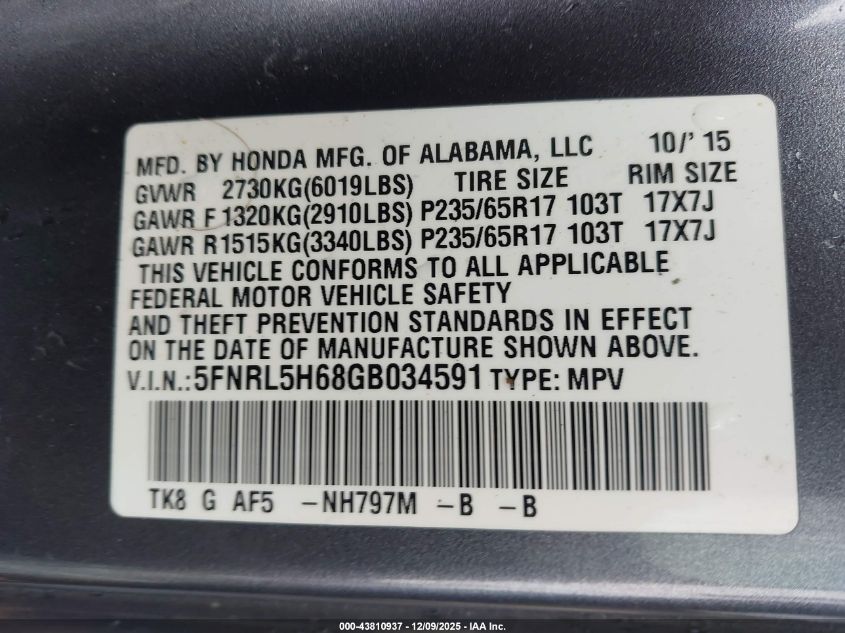 MFD. BY HONDA MFG. OF ALABAMA, LLC 10/'15
GVWR 2730KG(6019LBS) TIRE SIZE RIM SIZE
GAWR F1320KG(2910LBS) P235/65R17 103T 17X7J
GAWR R1515KG(3340LBS) P235/65R17 103T 17X7J
THIS VEHICLE CONFORMS TO ALL APPLICABLE
FEDERAL MOTOR VEHICLE SAFETY
AND THEFT PREVENTION STANDARDS IN EFFECT
ON THE DATE OF MANUFACTURE SHOWN ABOVE.
V.I.N.:5FNRL5H68GB034591 TYPE: MPV
TK8 G AF5 -NH797M -B -B
000-43810937 - 12/09/2025 - IAA Inc.